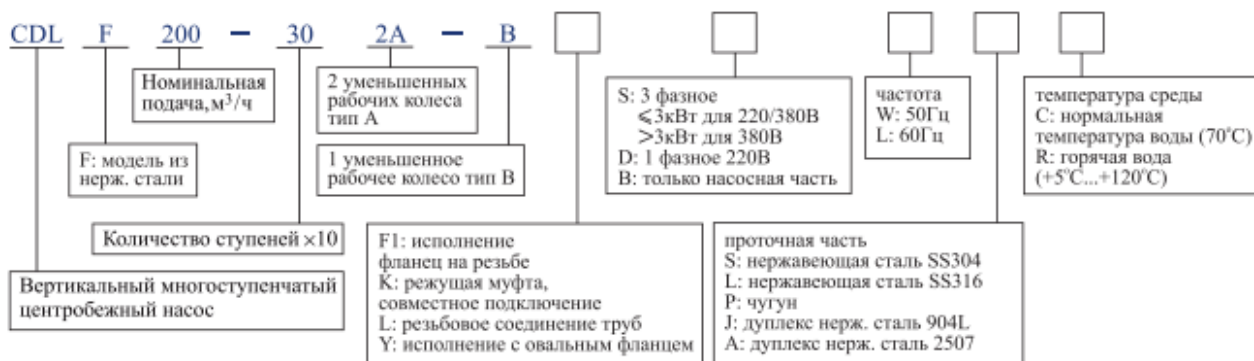 CDL F 200 – 30 2A – B
Номинальная
подача,м³/ч
2 уменьшенных
рабочих колеса
тип А
S: 3 фазное
⩽3кВт для 220/380В
>3кВт для 380В
D: 1 фазное 220В
B: только насосная часть
частота
W: 50Гц
L: 60Гц
температура среды
C: нормальная
температура воды (70°C)
R: горячая вода
(+5°C...+120°C)
F: модель из
нерж. стали
1 уменьшенное
рабочее колесо тип В
Количество ступеней ×10
F1: исполнение
фланец на резьбе
K: режущая муфта,
совместное подключение
L: резьбовое соединение труб
Y: исполнение с овальным фланцем
проточная часть
S: нержавеющая сталь SS304
L: нержавеющая сталь SS316
P: чугун
J: дуплекс нерж. сталь 904L
A: дуплекс нерж. сталь 2507
Вертикальный многоступенчатый
центробежный насос